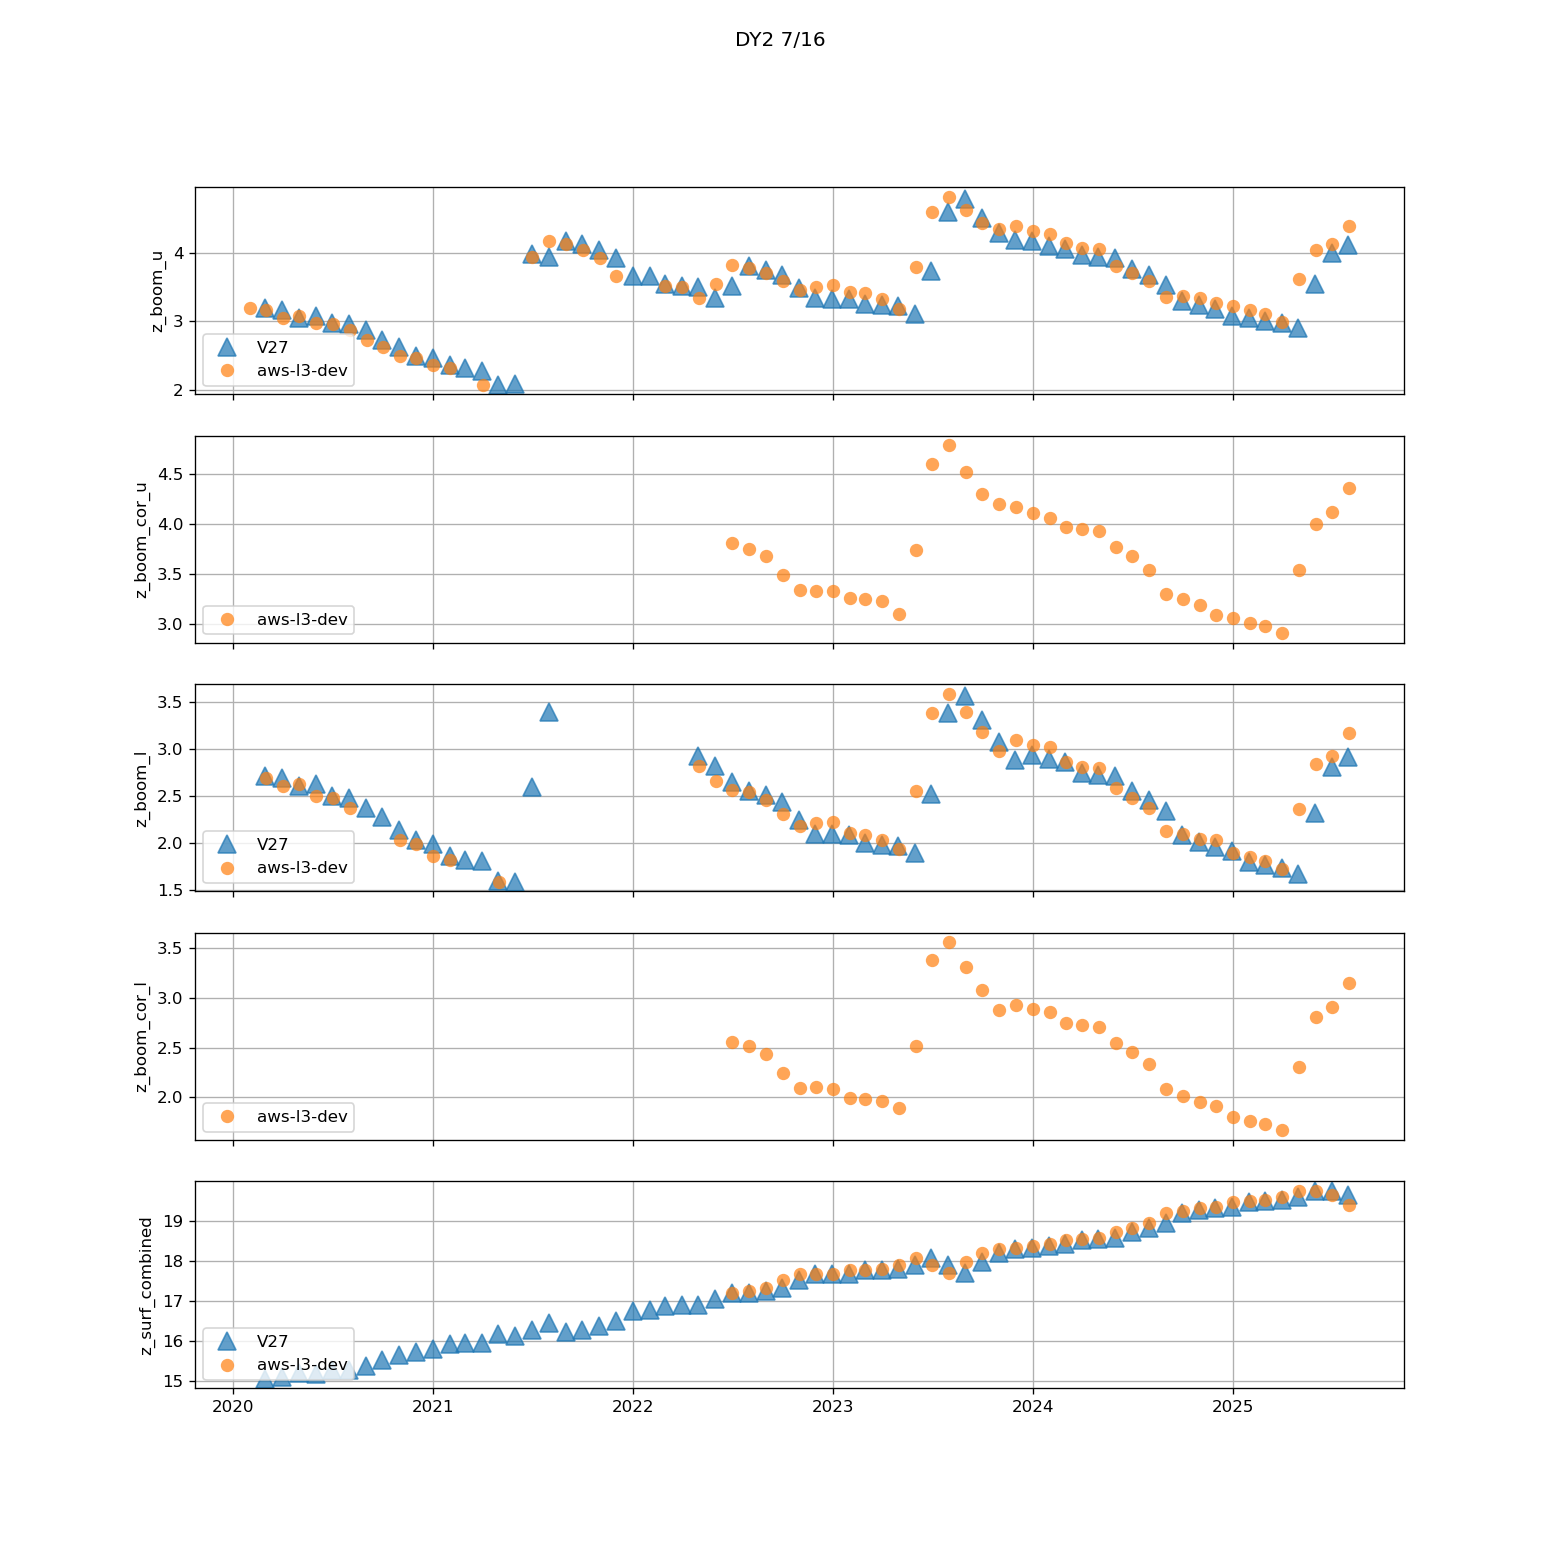 DY2 7/16
z_boom_u
4
3
2
V27
aws-l3-dev
z_boom_cor_u
4.5
4.0
3.5
3.0
aws-l3-dev
z_boom_l
3.5
3.0
2.5
2.0
1.5
V27
aws-l3-dev
z_boom_cor_l
3.5
3.0
2.5
2.0
aws-l3-dev
z_surf_combined
19
18
17
16
15
V27
aws-l3-dev
2020 2021 2022 2023 2024 2025